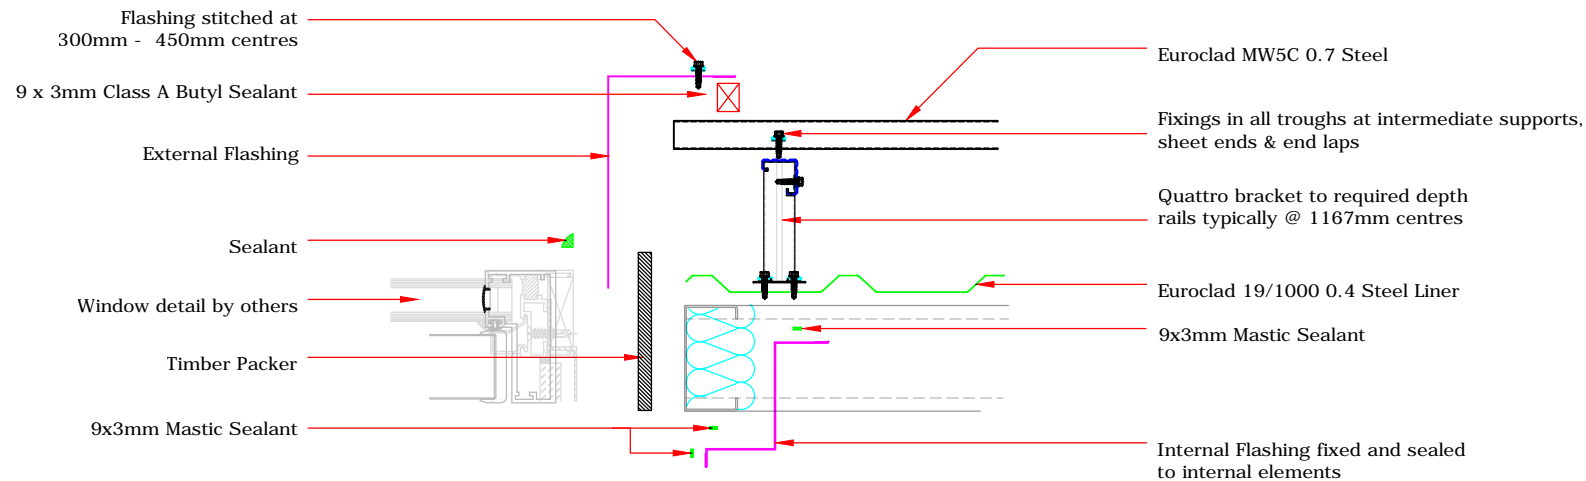 Flashing stitched at
300mm - 450mm centres
9 x 3mm Class A Butyl Sealant
External Flashing
Sealant
Window detail by others
Timber Packer
9x3mm Mastic Sealant
Euroclad MW5C 0.7 Steel
Fixings in all troughs at intermediate supports,
sheet ends & end laps
Quattro bracket to required depth
rails typically @ 1167mm centres
Euroclad 19/1000 0.4 Steel Liner
9x3mm Mastic Sealant
Internal Flashing fixed and sealed
to internal elements